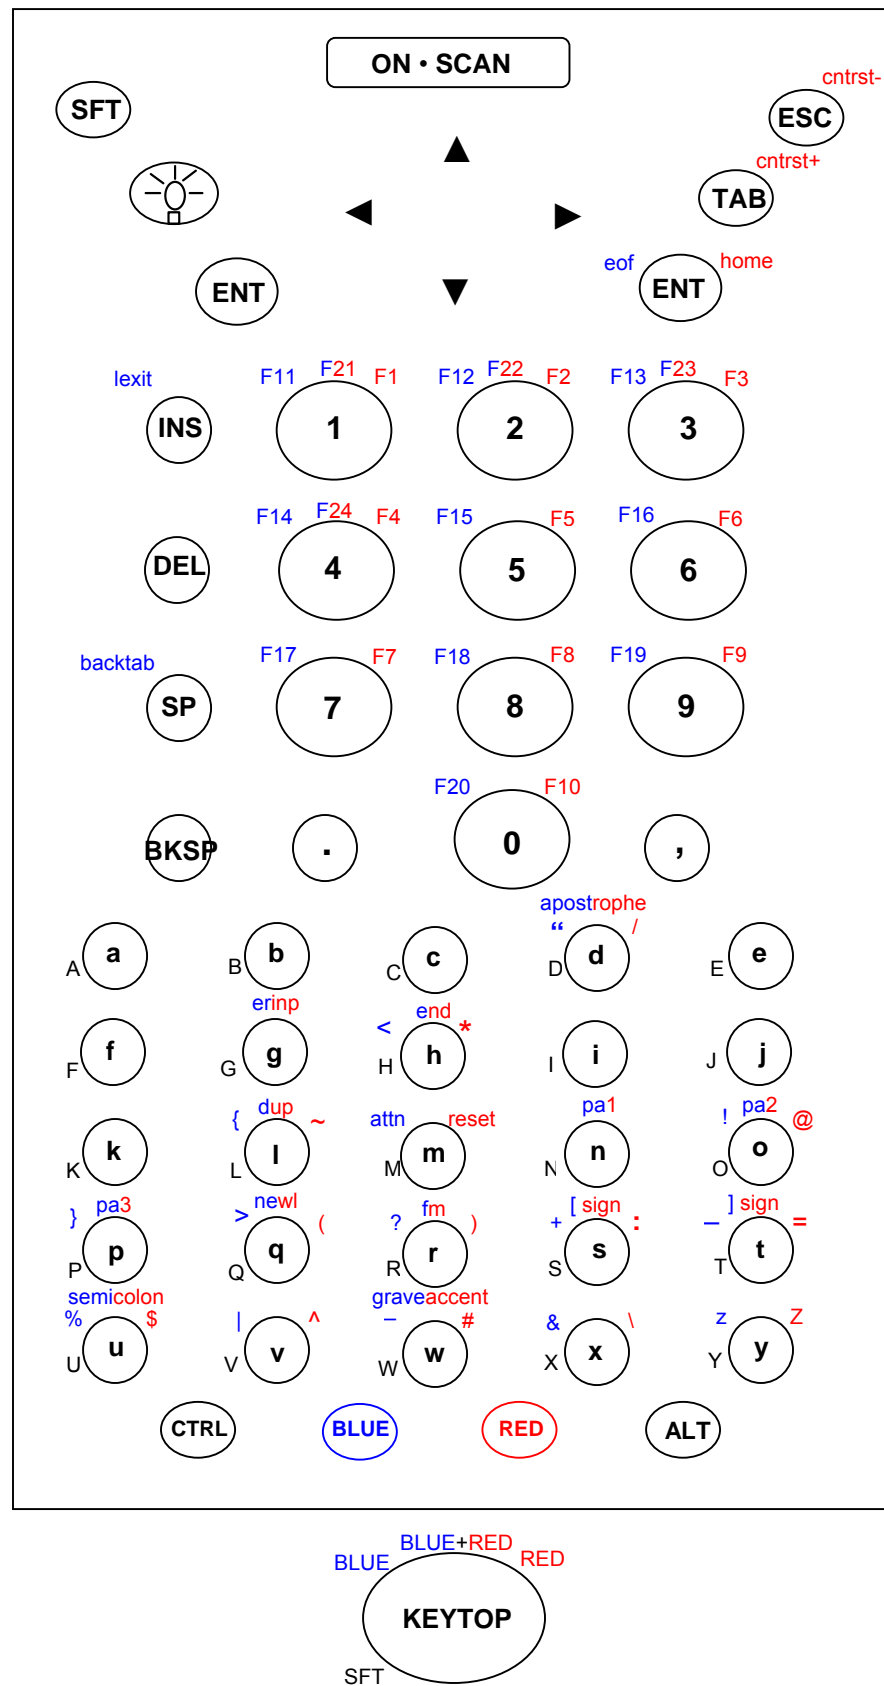 ON • SCAN
cntrst-
SFT
ESC
cntrst+
TAB
eof home
ENT
ENT
lexit
F11 F21 F1 F12 F22 F2 F13 F23 F3
INS 1 2 3
F14 F24 F4 F15 F5 F16 F6
DEL 4 5 6
backtab F17 F7 F18 F8 F19 F9
SP 7 8 9
F20 F10
BKSP . 0 ,
apostrophe
“ /
A a B b C c D d E e
erinp < end *
F f G g H h I i J j
{ dup ~ attn reset pa1 ! pa2 @
K k L l M m N n O o
} pa3 > newl ( ? fm ) + [ sign : – ] sign =
P p Q q R r S s T t
semicolon graveaccent
% $ | ^ – # & \ z Z
U u V v W w X x Y y
CTRL BLUE RED ALT
BLUE+RED
BLUE RED
KEYTOP
SFT